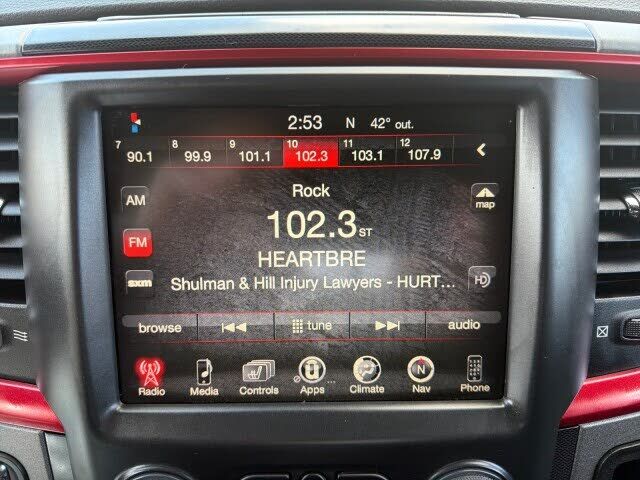 2:53 N 42° out.
7 8 9 10 11 12
90.1 99.9 101.1 102.3 103.1 107.9
AM Rock map
FM 102.3 ST
HEARTBRE
sxm Shulman & Hill Injury Lawyers - HURT... HD
browse tune audio
Radio Media Controls Apps Climate Nav Phone